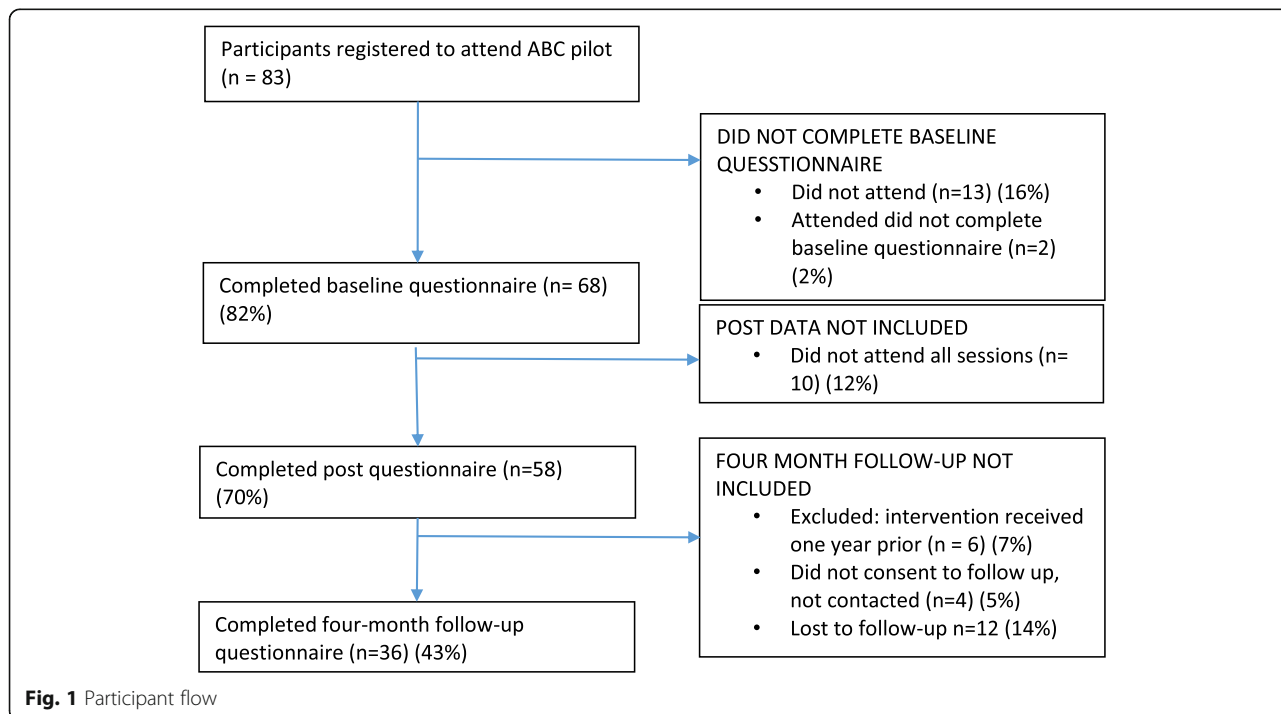 Participants registered to attend ABC pilot
(n = 83)
DID NOT COMPLETE BASELINE
QUESSTIONNAIRE
• Did not attend (n=13) (16%)
• Attended did not complete
baseline questionnaire (n=2)
(2%)
Completed baseline questionnaire (n= 68)
(82%)
POST DATA NOT INCLUDED
• Did not attend all sessions (n=
10) (12%)
Completed post questionnaire (n=58)
(70%)
FOUR MONTH FOLLOW-UP NOT
INCLUDED
• Excluded: intervention received
one year prior (n = 6) (7%)
• Did not consent to follow up,
not contacted (n=4) (5%)
• Lost to follow-up n=12 (14%)
Completed four-month follow-up
questionnaire (n=36) (43%)
Fig. 1 Participant flow